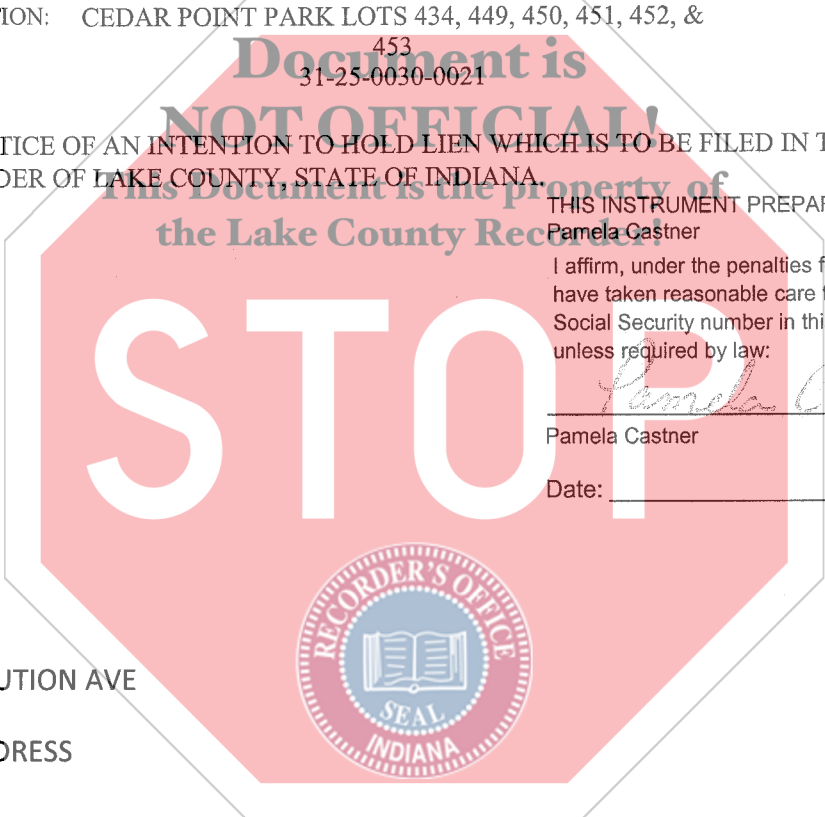 TION: CEDAR POINT PARK LOTS 434, 449, 450, 451, 452, &
453
31-25-0030-0021
Document is
NOT OFFICIAL!
This Document is the property of
the Lake County Recorder!
TICE OF AN INTENTION TO HOLD LIEN WHICH IS TO BE FILED IN T
DER OF LAKE COUNTY, STATE OF INDIANA.
THIS INSTRUMENT PREPAR
Pamela Castner
I affirm, under the penalties f
have taken reasonable care t
Social Security number in thi
unless required by law:
Pamela C
Pamela Castner
Date:
STOP
RECORDER'S OFFICE
SEAL
INDIANA
UTION AVE
DRESS